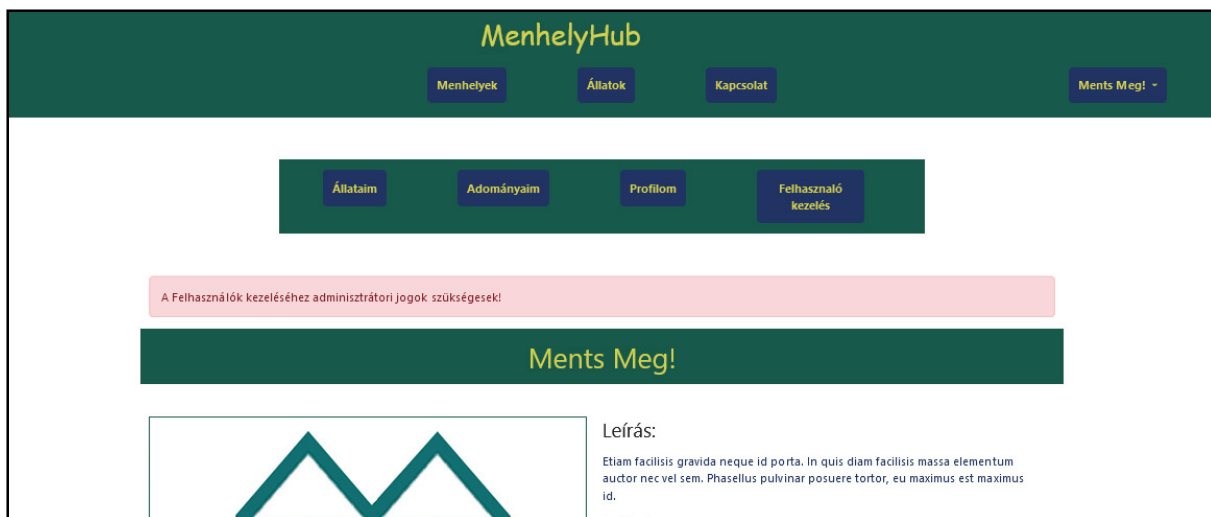 MenhelyHub
Menhelyek
Állatok
Kapcsolat
Ments Meg!
Állataim
Adományaim
Profilom
Felhasznaló
kezelés
A Felhasználók kezeléséhez adminisztrátori jogok szükségesek!
Ments Meg!
Leírás:
Etiam facilisis gravida neque id porta. In quis diam facilisis massa elementum
auctor nec vel sem. Phasellus pulvinar posuere tortor, eu maximus est maximus
id.